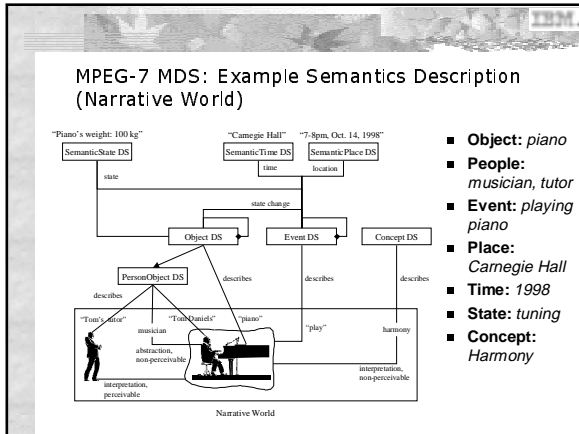 IBM
MPEG-7 MDS: Example Semantics Description
(Narrative World)
“Piano’s weight: 100 kg”
“Carnegie Hall”
“7-8pm, Oct. 14, 1998”
SemanticState DS
SemanticTime DS
SemanticPlace DS
state
time
location
state change
Object DS
Event DS
Concept DS
PersonObject DS
describes
describes
describes
describes
“Tom’s tutor”
musician
“Tom Daniels”
“piano”
“play”
harmony
abstraction,
non-perceivable
interpretation,
non-perceivable
interpretation,
perceivable
Narrative World
■ Object: piano
■ People:
musician, tutor
■ Event: playing
piano
■ Place:
Carnegie Hall
■ Time: 1998
■ State: tuning
■ Concept:
Harmony